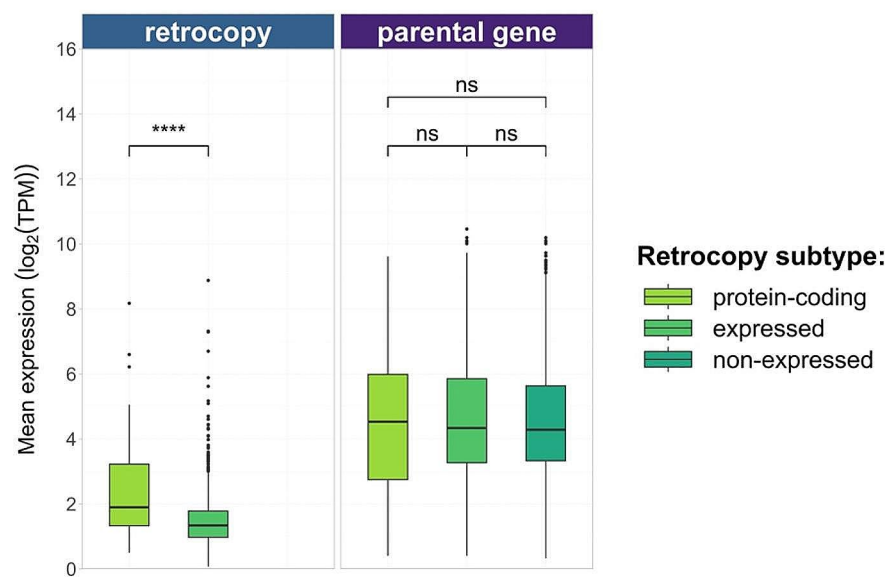 retrocopy parental gene
16
ns
14
****
ns ns
12
10
8
6
4
2
0
Mean expression (log₂(TPM))
Retrocopy subtype:
protein-coding
expressed
non-expressed